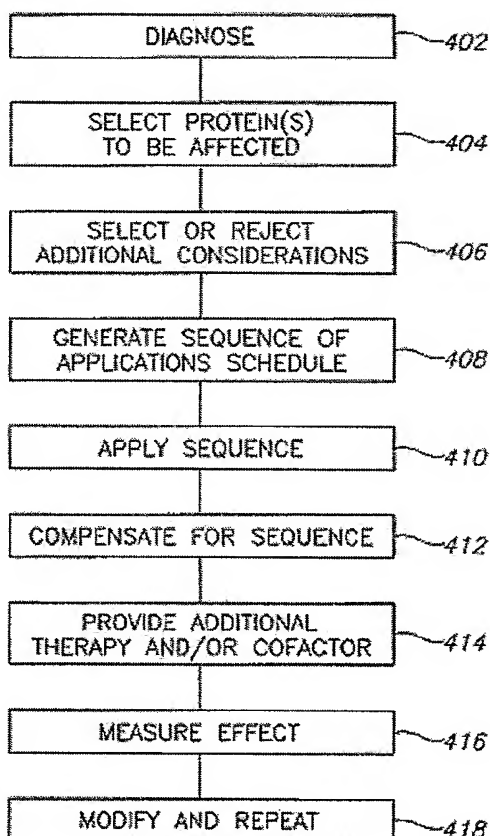 DIAGNOSE
402
SELECT PROTEIN(S)
TO BE AFFECTED
404
SELECT OR REJECT
ADDITIONAL CONSIDERATIONS
406
GENERATE SEQUENCE OF
APPLICATIONS SCHEDULE
408
APPLY SEQUENCE
410
COMPENSATE FOR SEQUENCE
412
PROVIDE ADDITIONAL
THERAPY AND/OR COFACTOR
414
MEASURE EFFECT
416
MODIFY AND REPEAT
418